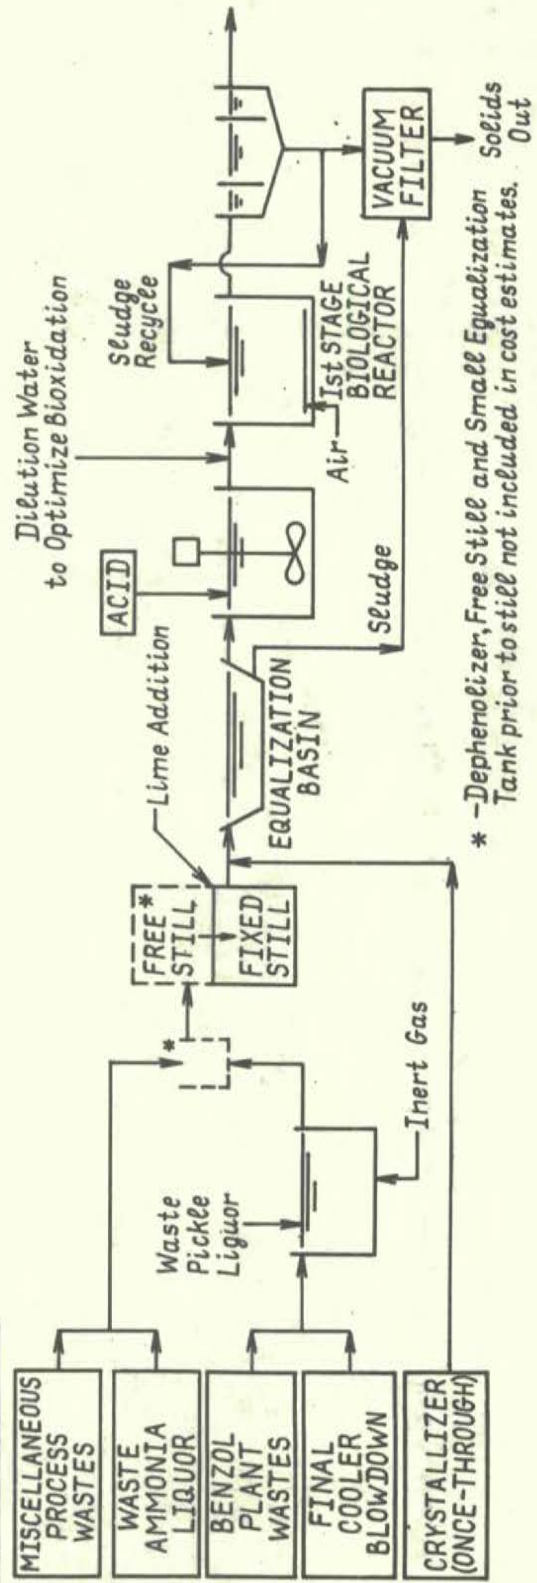 MISCELLANEOUS
PROCESS
WASTES
WASTE
AMMONIA
LIQUOR
BENZOL
PLANT
WASTES
FINAL
COOLER
BLOWDOWN
CRYSTALLIZER
(ONCE-THROUGH)
Waste
Pickle
Liguor
Inert Gas
*
FREE*
STILL
FIXED
STILL
Lime Addition
EQUALIZATION
BASIN
Sludge
ACID
Dilution Water
to Optimize Bioxidation
Air
1st STAGE
BIOLOGICAL
REACTOR
Sludge
Recycle
VACUUM
FILTER
Solids
Out
* -Dephenolizer, Free Still and Small Equalization
Tank prior to still not included in cost estimates.